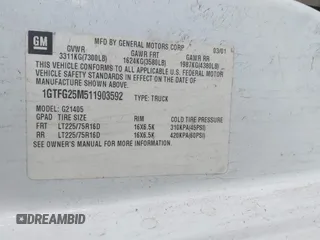 GM
MFD BY GENERAL MOTORS CORP 03/01
GVWR GAWR FRT GAWR RR
3311KG(7300LB) 1624KG(3580LB) 1987KG(4380LB)
THIS VEHICLE CONFORMS TO ALL APPLICABLE U.S. FEDERAL
MOTOR VEHICLE SAFETY STANDARDS IN EFFECT ON THE DATE
OF MANUFACTURE SHOWN ABOVE.
1GTFG25M511903592 TYPE: TRUCK
G21405
GPAD TIRE SIZE RIM COLD TIRE PRESSURE
FRT LT225/75R16D 16X6.5K 310KPA(45PSI)
RR LT225/75R16D 16X6.5K 420KPA(60PSI)
SEE OWNERS MANUAL FOR MORE INFORMATION.
AUTOBIDCAR